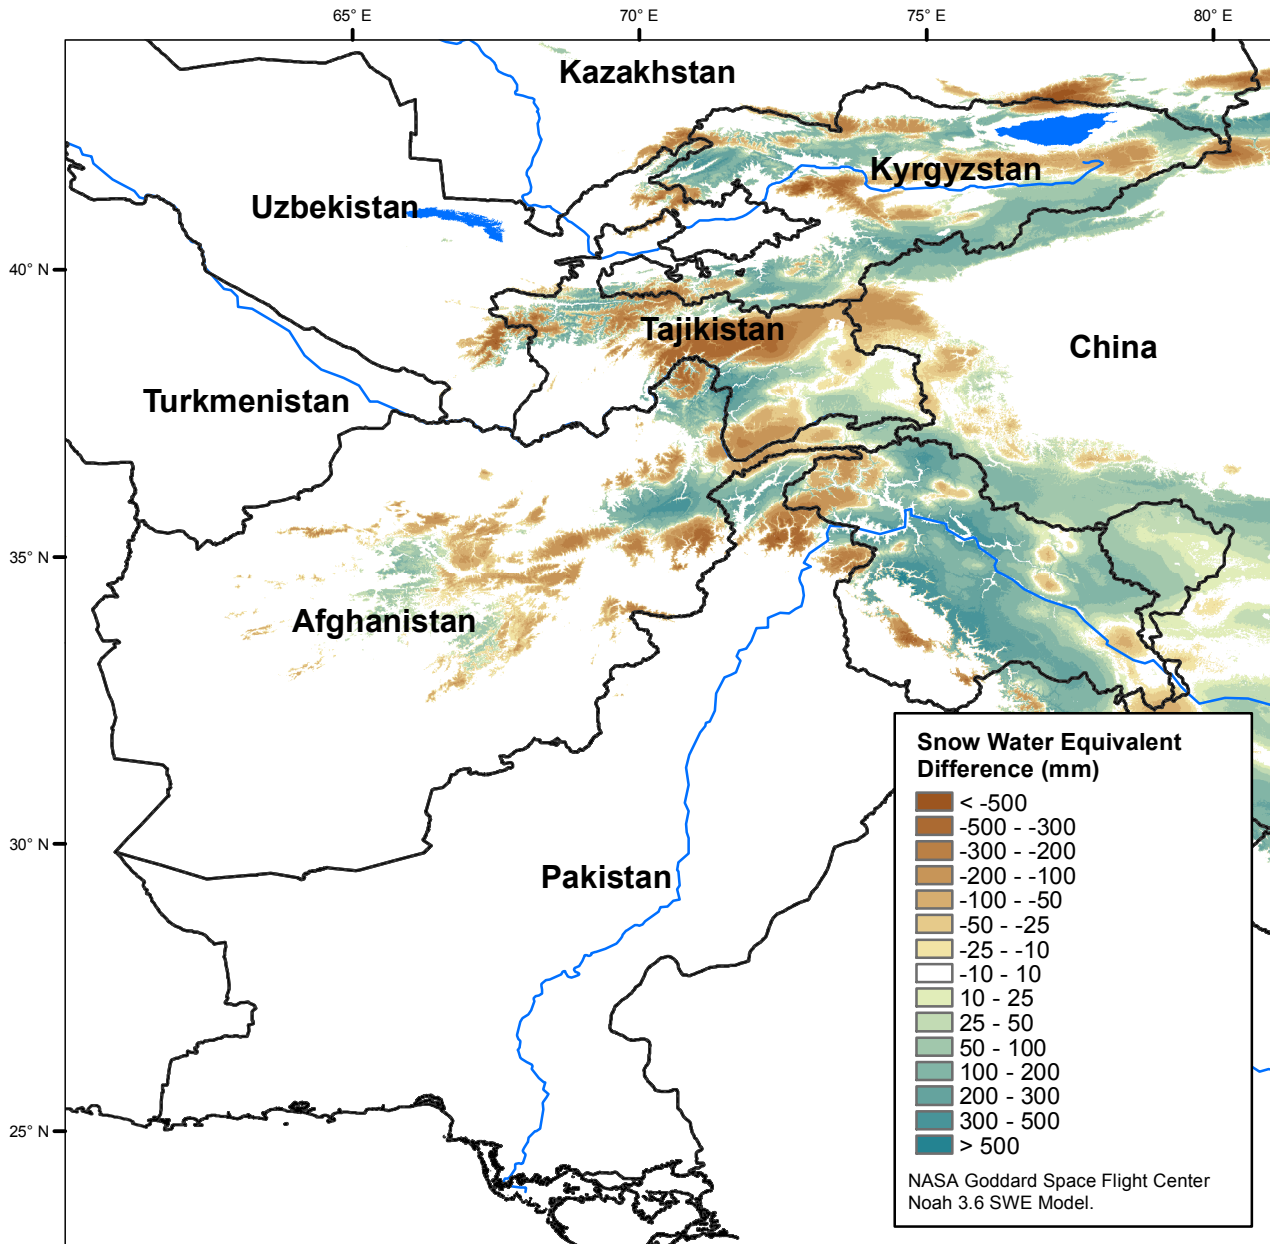 65° E
70° E
75° E
80° E
Kazakhstan
Kyrgyzstan
Uzbekistan
40° N
Tajikistan
China
Turkmenistan
35° N
Afghanistan
Snow Water Equivalent
Difference (mm)
< -500
-500 - -300
-300 - -200
-200 - -100
-100 - -50
-50 - -25
-25 - -10
-10 - 10
10 - 25
25 - 50
50 - 100
100 - 200
200 - 300
300 - 500
> 500
NASA Goddard Space Flight Center
Noah 3.6 SWE Model.
30° N
Pakistan
25° N